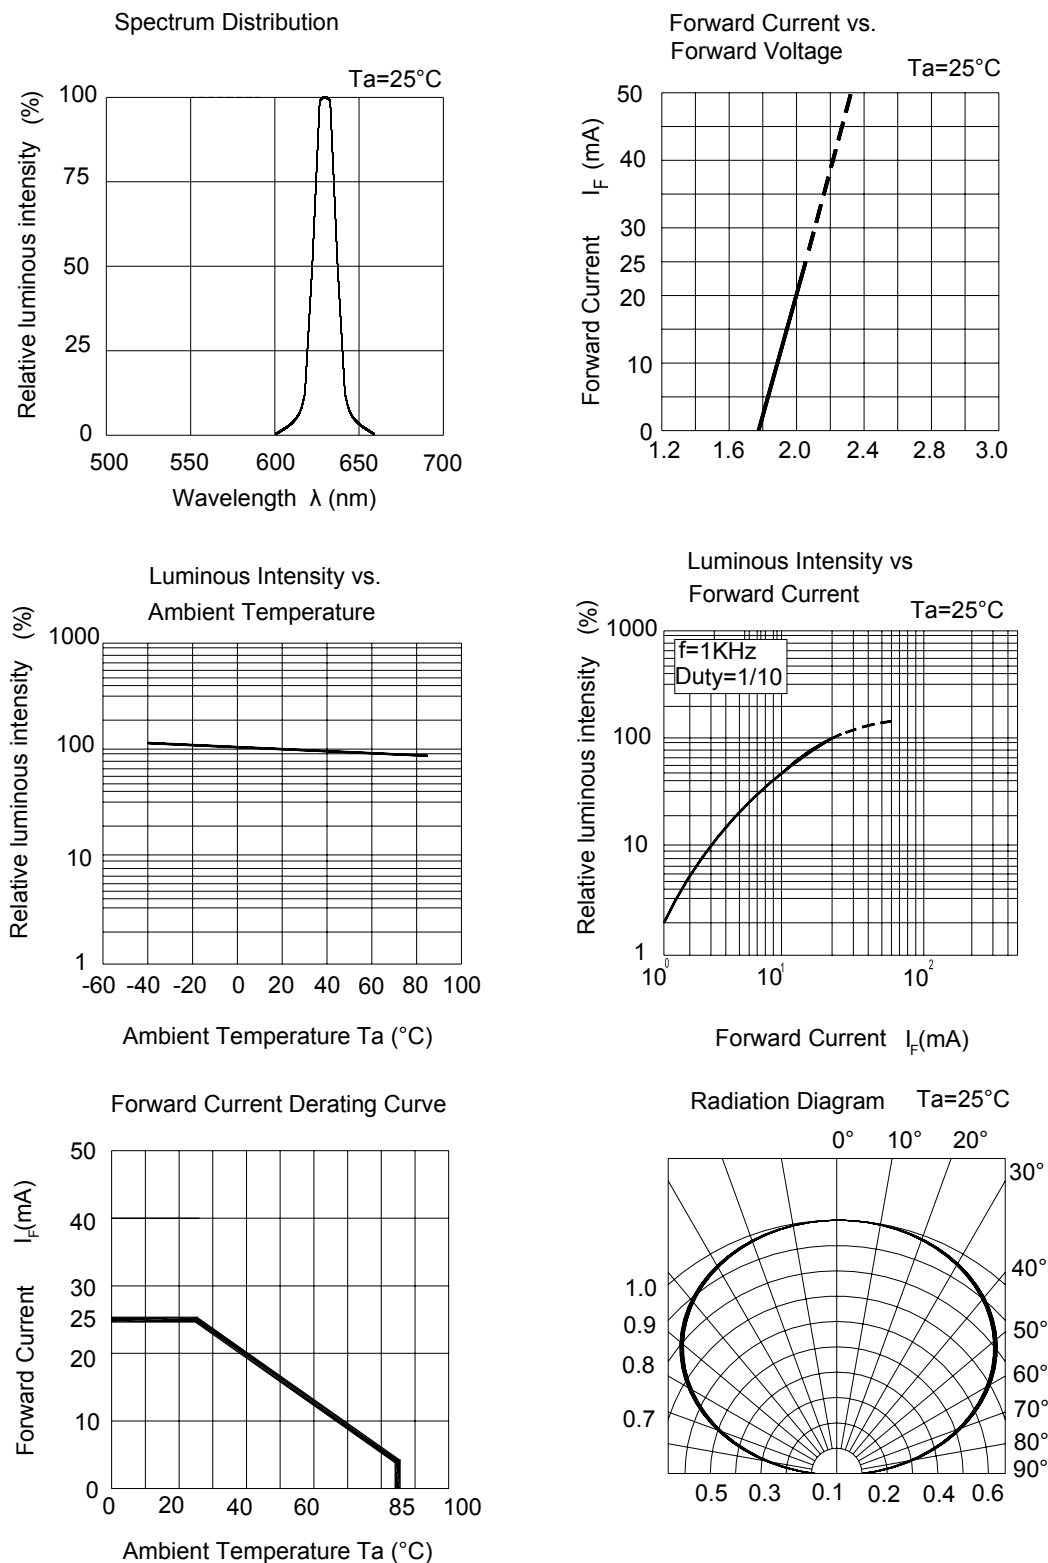 Spectrum Distribution
Ta=25°C
Relative luminous intensity (%)
100
75
50
25
0
500 550 600 650 700
Wavelength λ (nm)
Forward Current vs.
Forward Voltage
Ta=25°C
Forward Current IF (mA)
50
40
30
25
20
10
0
1.2 1.6 2.0 2.4 2.8 3.0
Luminous Intensity vs.
Ambient Temperature
Relative luminous intensity (%)
1000
100
10
1
-60 -40 -20 0 20 40 60 80 100
Ambient Temperature Ta (°C)
Luminous Intensity vs
Forward Current
Ta=25°C
f=1KHz
Duty=1/10
Relative luminous intensity (%)
1000
100
10
1
10⁰ 10¹ 10²
Forward Current IF(mA)
Forward Current Derating Curve
Forward Current IF(mA)
50
40
30
25
20
10
0
0 20 40 60 85 100
Ambient Temperature Ta (°C)
Radiation Diagram Ta=25°C
0° 10° 20°
30°
40°
50°
60°
70°
80°
90°
1.0
0.9
0.8
0.7
0.5 0.3 0.1 0.2 0.4 0.6